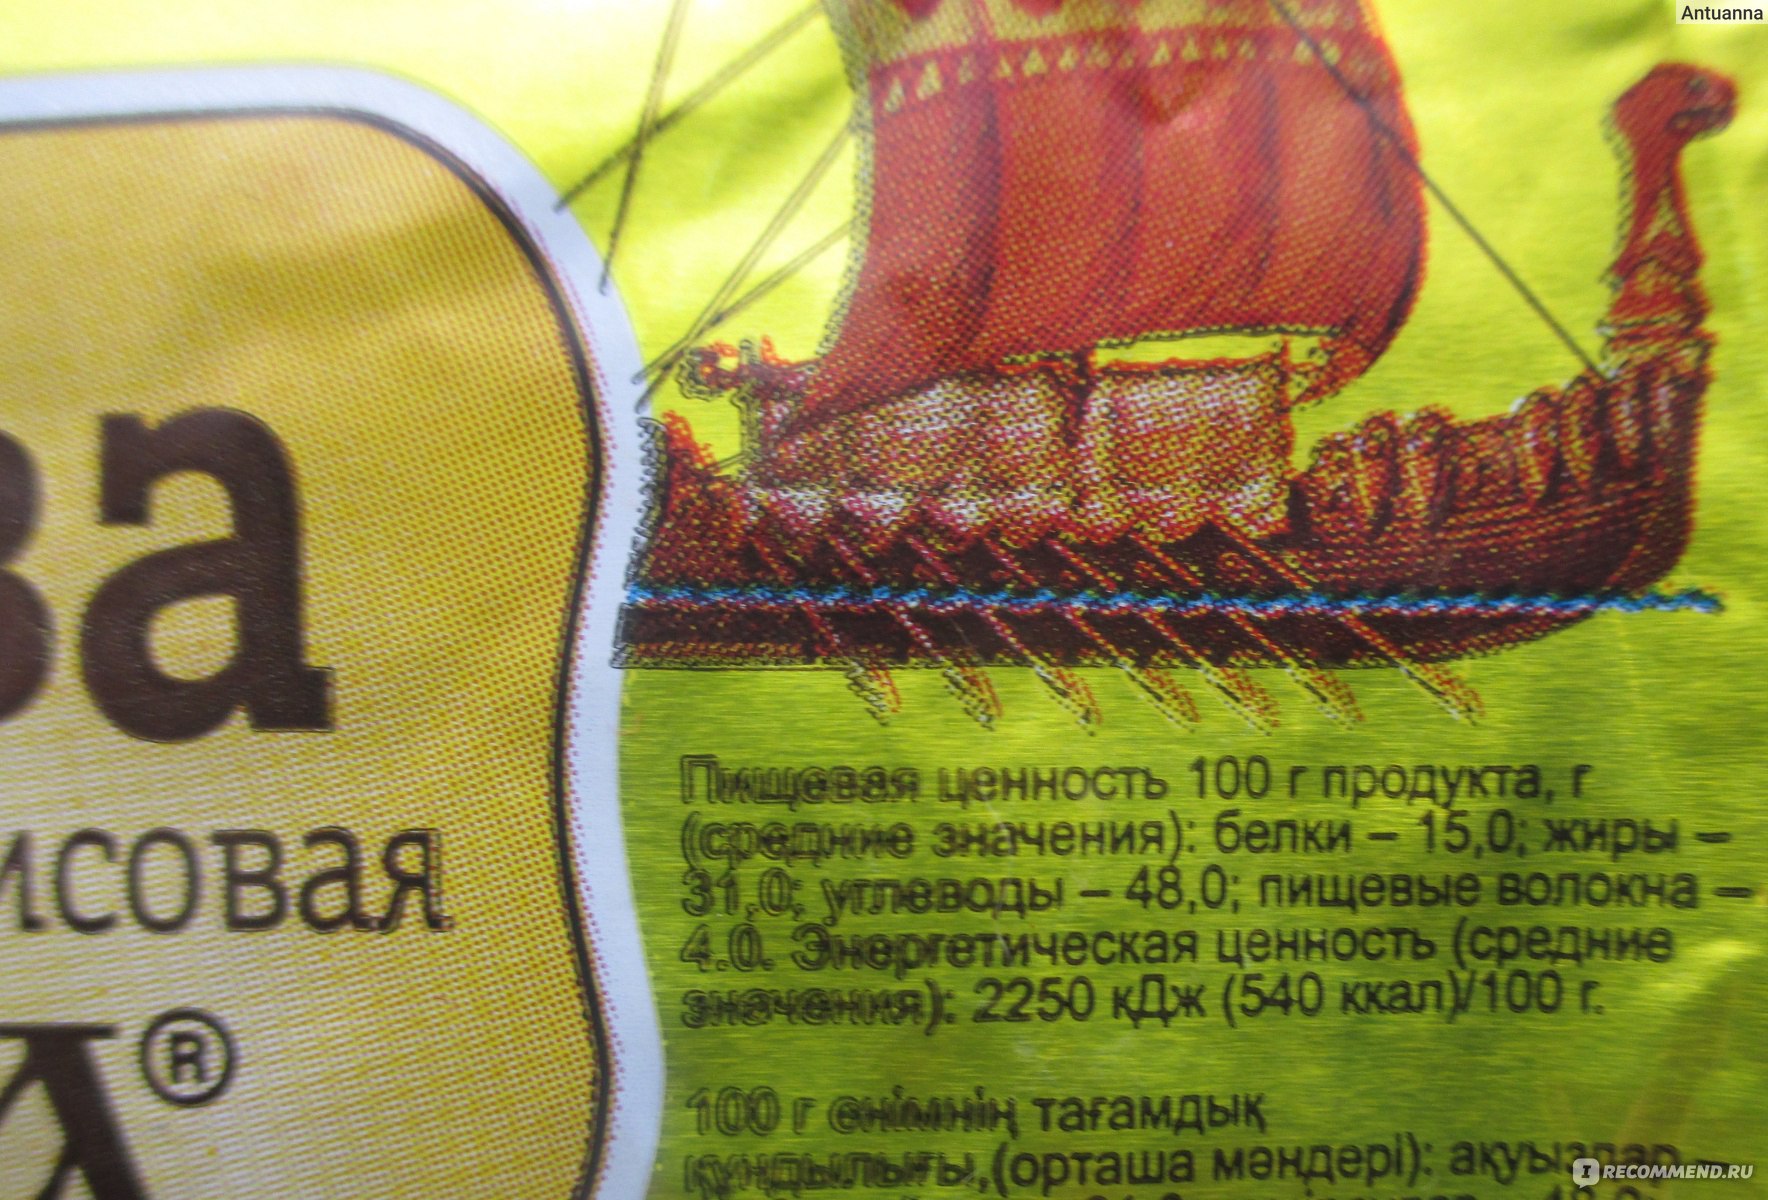 Antuanna
ва
исовая
®
Пищевая ценность 100 г продукта, г
(средние значения): белки – 15,0; жиры –
31,0; углеводы – 48,0; пищевые волокна –
4.0. Энергетическая ценность (средние
значения): 2250 кДж (540 ккал)/100 г.
100 г өнімнің тағамдық
құндылығы,(орташа мәндері): ақуыздар –
IRECOMMEND.RU